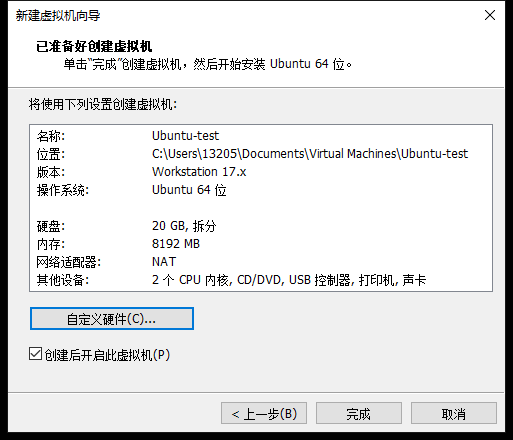 新建虚拟机向导
已准备好创建虚拟机
单击“完成”创建虚拟机，然后开始安装 Ubuntu 64 位。
将使用下列设置创建虚拟机：
名称: Ubuntu-test
位置: C:\Users\13205\Documents\Virtual Machines\Ubuntu-test
版本: Workstation 17.x
操作系统: Ubuntu 64 位
硬盘: 20 GB, 拆分
内存: 8192 MB
网络适配器: NAT
其他设备: 2 个 CPU 内核, CD/DVD, USB 控制器, 打印机, 声卡
自定义硬件(C)...
创建后开启此虚拟机(P)
< 上一步(B) 完成 取消